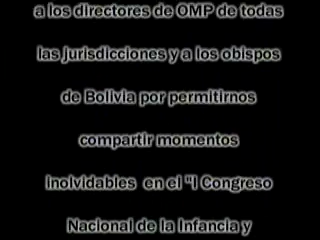 a los directores de OMP de todas
las jurisdicciones y a los obispos
de Bolivia por permitirnos
compartir momentos
inolvidables en el "I Congreso
Nacional de la Infancia y